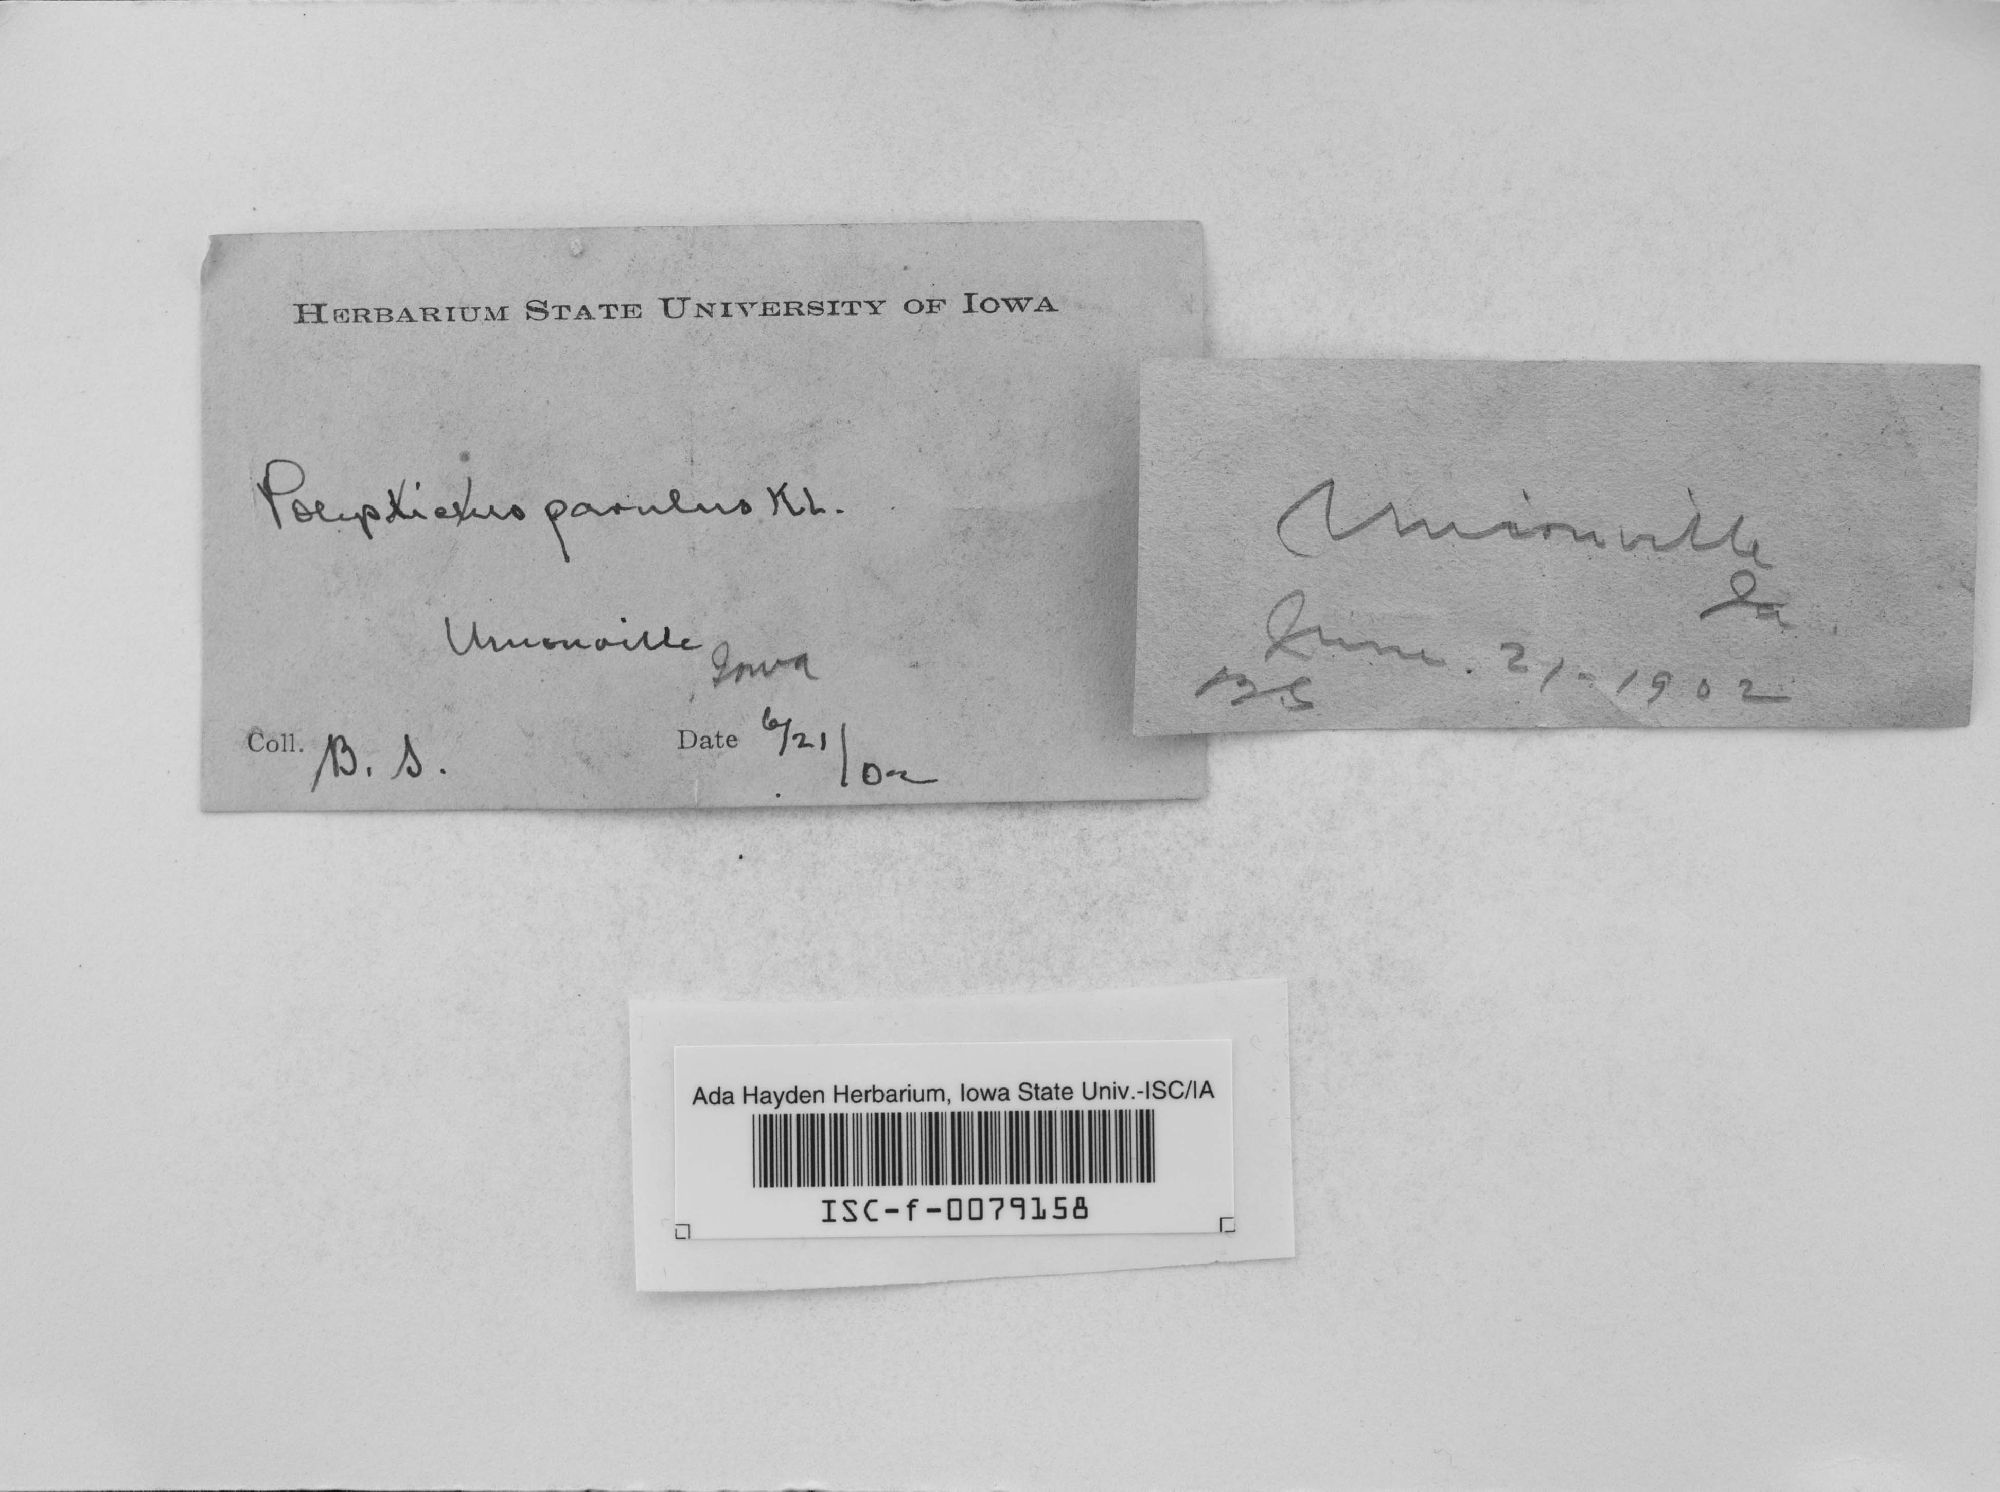 HERBARIUM STATE UNIVERSITY OF IOWA
parvulus Kl.
Unionville Iowa
Coll. B. S.
Date 6/21/02
Unionville
Ia.
June. 21-1902
BS
Ada Hayden Herbarium, Iowa State Univ.-ISC/IA
ISC-f-0079158